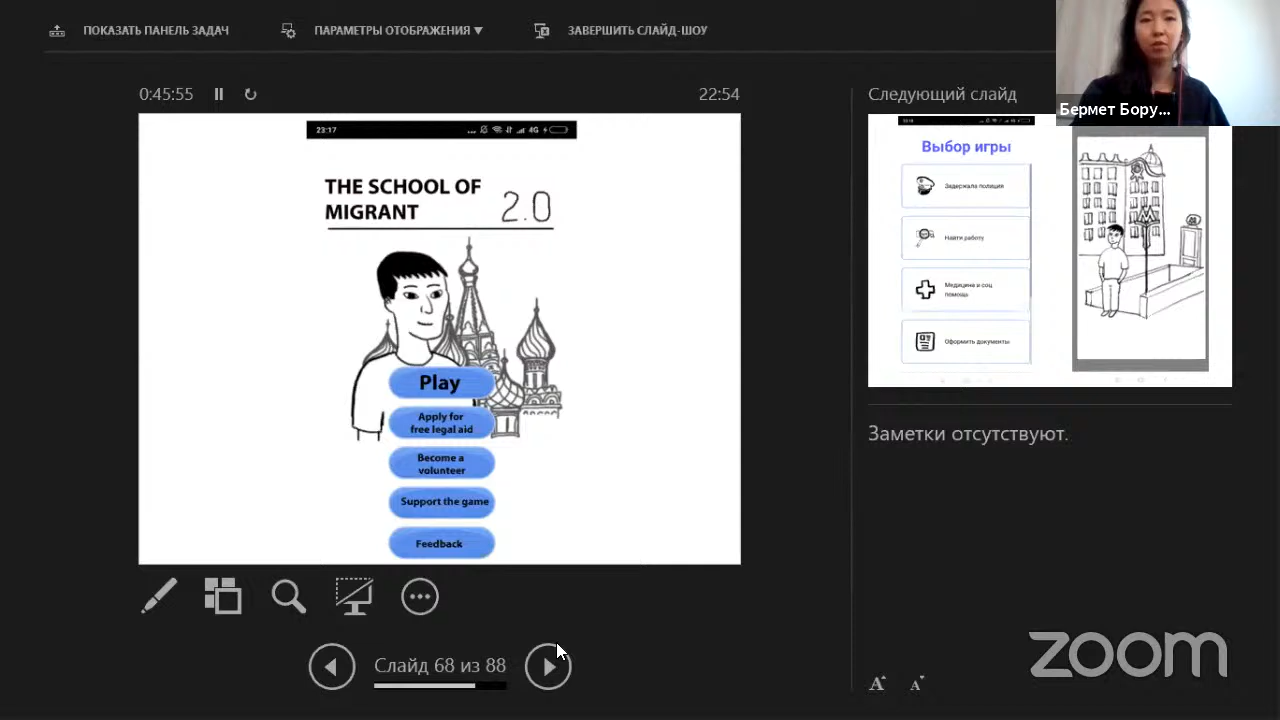 ПОКАЗАТЬ ПАНЕЛЬ ЗАДАЧ
ПАРАМЕТРЫ ОТОБРАЖЕНИЯ ▼
ЗАВЕРШИТЬ СЛАЙД-ШОУ
Бермет Бору...
0:45:55
22:54
Следующий слайд
23:17
... 4G
THE SCHOOL OF
MIGRANT 2.0
Play
Apply for
free legal aid
Become a
volunteer
Support the game
Feedback
Выбор игры
Задержала полиция
Найти работу
Медицина и соц
помощь
Оформить документы
М
Заметки отсутствуют.
Слайд 68 из 88
A A
zoom